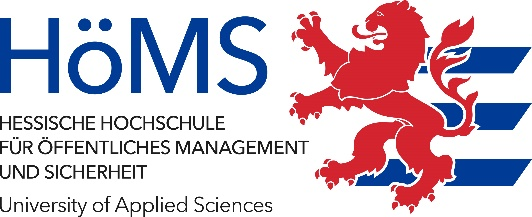 HöMS
HESSISCHE HOCHSCHULE
FÜR ÖFFENTLICHES MANAGEMENT
UND SICHERHEIT
University of Applied Sciences